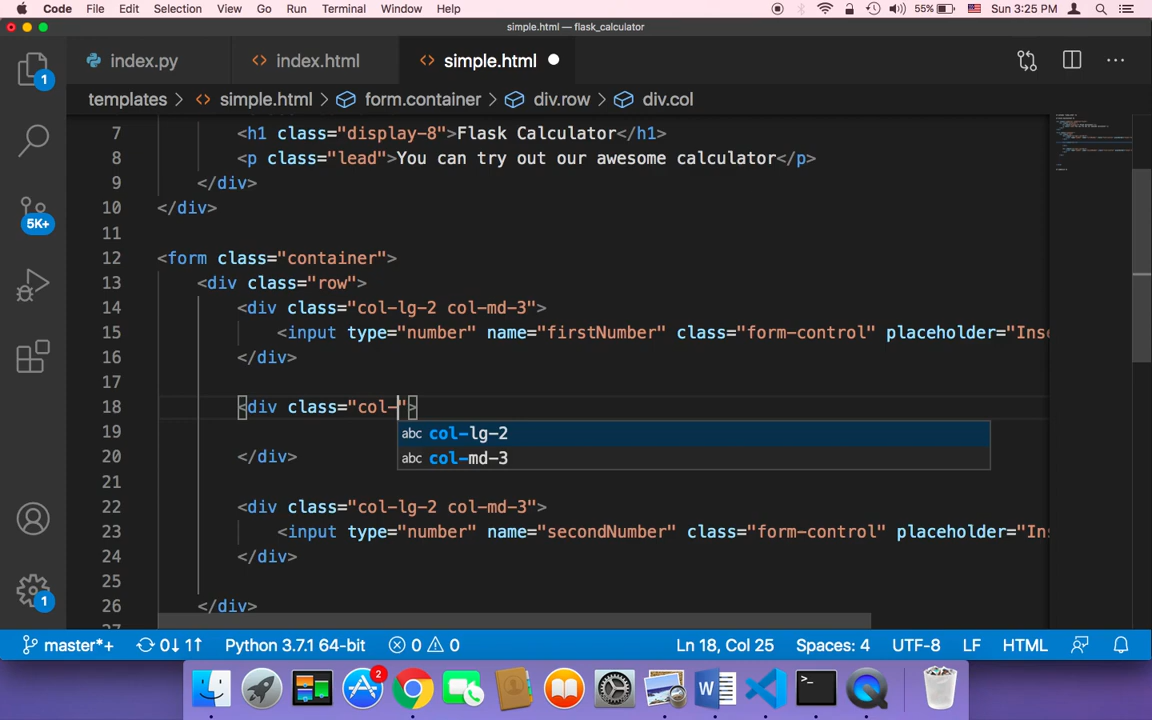 Code File Edit Selection View Go Run Terminal Window Help 55% Sun 3:25 PM
simple.html — flask_calculator
index.py index.html simple.html
templates > simple.html > form.container > div.row > div.col
1
5K+
1
7 <h1 class="display-8">Flask Calculator</h1>
8 <p class="lead">You can try out our awesome calculator</p>
9 </div>
10 </div>
11
12 <form class="container">
13 <div class="row">
14 <div class="col-lg-2 col-md-3">
15 <input type="number" name="firstNumber" class="form-control" placeholder="Inse
16 </div>
17
18 <div class="col-">
19
abc col-lg-2
abc col-md-3
20 </div>
21
22 <div class="col-lg-2 col-md-3">
23 <input type="number" name="secondNumber" class="form-control" placeholder="In
24 </div>
25
26 </div>
master*+ 0↓ 1↑ Python 3.7.1 64-bit 0 0 Ln 18, Col 25 Spaces: 4 UTF-8 LF HTML
2